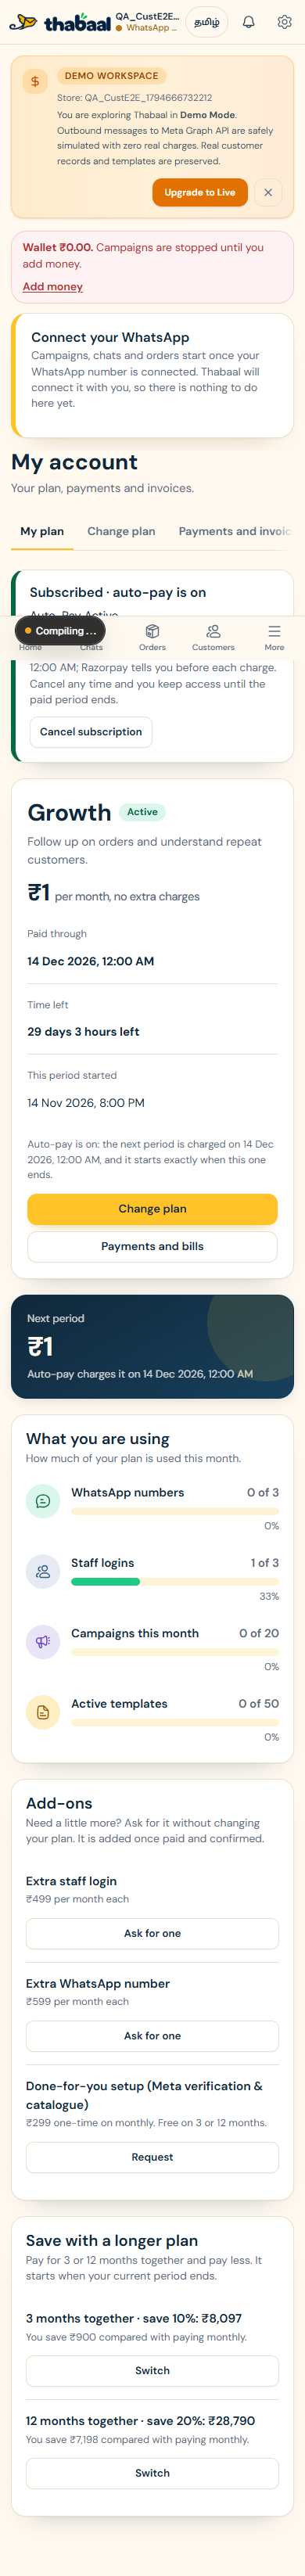 thabaal
QA_CustE2E...
WhatsApp ...
தமிழ்
DEMO WORKSPACE
Store: QA_CustE2E_1794666732212
You are exploring Thabaal in Demo Mode.
Outbound messages to Meta Graph API are safely
simulated with zero real charges. Real customer
records and templates are preserved.
Upgrade to Live
Wallet ₹0.00. Campaigns are stopped until you
add money.
Add money
Connect your WhatsApp
Campaigns, chats and orders start once your
WhatsApp number is connected. Thabaal will
connect it with you, so there is nothing to do
here yet.
My account
Your plan, payments and invoices.
My plan
Change plan
Payments and invoic
Subscribed · auto-pay is on
Auto-Pay Active
Compiling ...
Home
Chats
Orders
Customers
More
12:00 AM; Razorpay tells you before each charge.
Cancel any time and you keep access until the
paid period ends.
Cancel subscription
Growth
Active
Follow up on orders and understand repeat
customers.
₹1 per month, no extra charges
Paid through
14 Dec 2026, 12:00 AM
Time left
29 days 3 hours left
This period started
14 Nov 2026, 8:00 PM
Auto-pay is on: the next period is charged on 14 Dec
2026, 12:00 AM, and it starts exactly when this one
ends.
Change plan
Payments and bills
Next period
₹1
Auto-pay charges it on 14 Dec 2026, 12:00 AM
What you are using
How much of your plan is used this month.
WhatsApp numbers
0 of 3
0%
Staff logins
1 of 3
33%
Campaigns this month
0 of 20
0%
Active templates
0 of 50
0%
Add-ons
Need a little more? Ask for it without changing
your plan. It is added once paid and confirmed.
Extra staff login
₹499 per month each
Ask for one
Extra WhatsApp number
₹599 per month each
Ask for one
Done-for-you setup (Meta verification &
catalogue)
₹299 one-time on monthly. Free on 3 or 12 months.
Request
Save with a longer plan
Pay for 3 or 12 months together and pay less. It
starts when your current period ends.
3 months together · save 10%: ₹8,097
You save ₹900 compared with paying monthly.
Switch
12 months together · save 20%: ₹28,790
You save ₹7,198 compared with paying monthly.
Switch